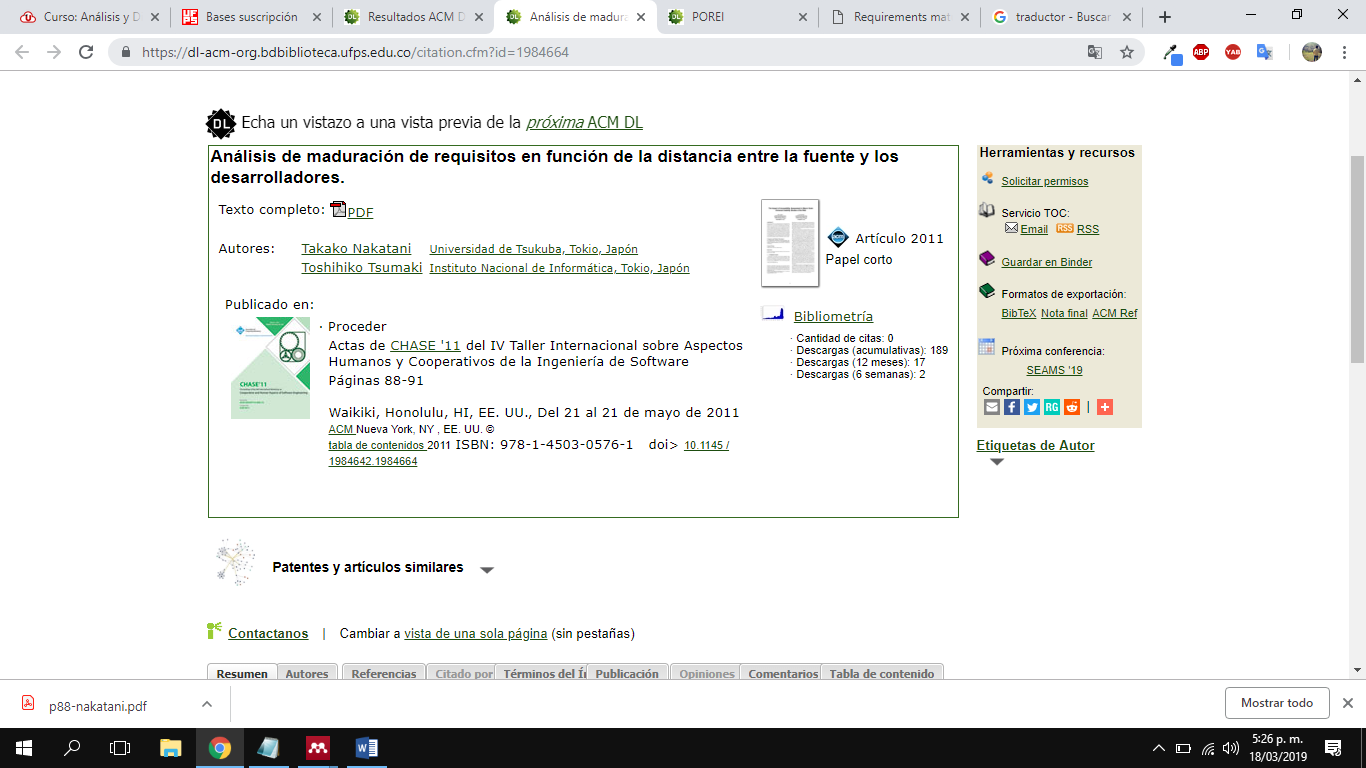 Curso: Análisis y D
Bases suscripción
Resultados ACM D
Análisis de madura
POREI
Requirements mat
traductor - Buscar
https://dl-acm-org.bdbiblioteca.ufps.edu.co/citation.cfm?id=1984664
ABP
YAB
DL Echa un vistazo a una vista previa de la próxima ACM DL
Análisis de maduración de requisitos en función de la distancia entre la fuente y los
desarrolladores.
Texto completo: PDF
Autores: Takako Nakatani Universidad de Tsukuba, Tokio, Japón
Toshihiko Tsumaki Instituto Nacional de Informática, Tokio, Japón
Artículo 2011
Papel corto
Publicado en:
CHASE'11
· Proceder
Actas de CHASE '11 del IV Taller Internacional sobre Aspectos
Humanos y Cooperativos de la Ingeniería de Software
Páginas 88-91
Waikiki, Honolulu, HI, EE. UU., Del 21 al 21 de mayo de 2011
ACM Nueva York, NY , EE. UU. ©
tabla de contenidos 2011 ISBN: 978-1-4503-0576-1 doi> 10.1145 /
1984642.1984664
Bibliometría
· Cantidad de citas: 0
· Descargas (acumulativas): 189
· Descargas (12 meses): 17
· Descargas (6 semanas): 2
Herramientas y recursos
Solicitar permisos
Servicio TOC:
Email RSS RSS
Guardar en Binder
Formatos de exportación:
BibTeX Nota final ACM Ref
Próxima conferencia:
SEAMS '19
Compartir:
RG |
Etiquetas de Autor
Patentes y artículos similares
Contactanos | Cambiar a vista de una sola página (sin pestañas)
Resumen Autores Referencias Citado por Términos del Ín Publicación Opiniones Comentarios Tabla de contenido
p88-nakatani.pdf
Mostrar todo
5:26 p. m.
18/03/2019